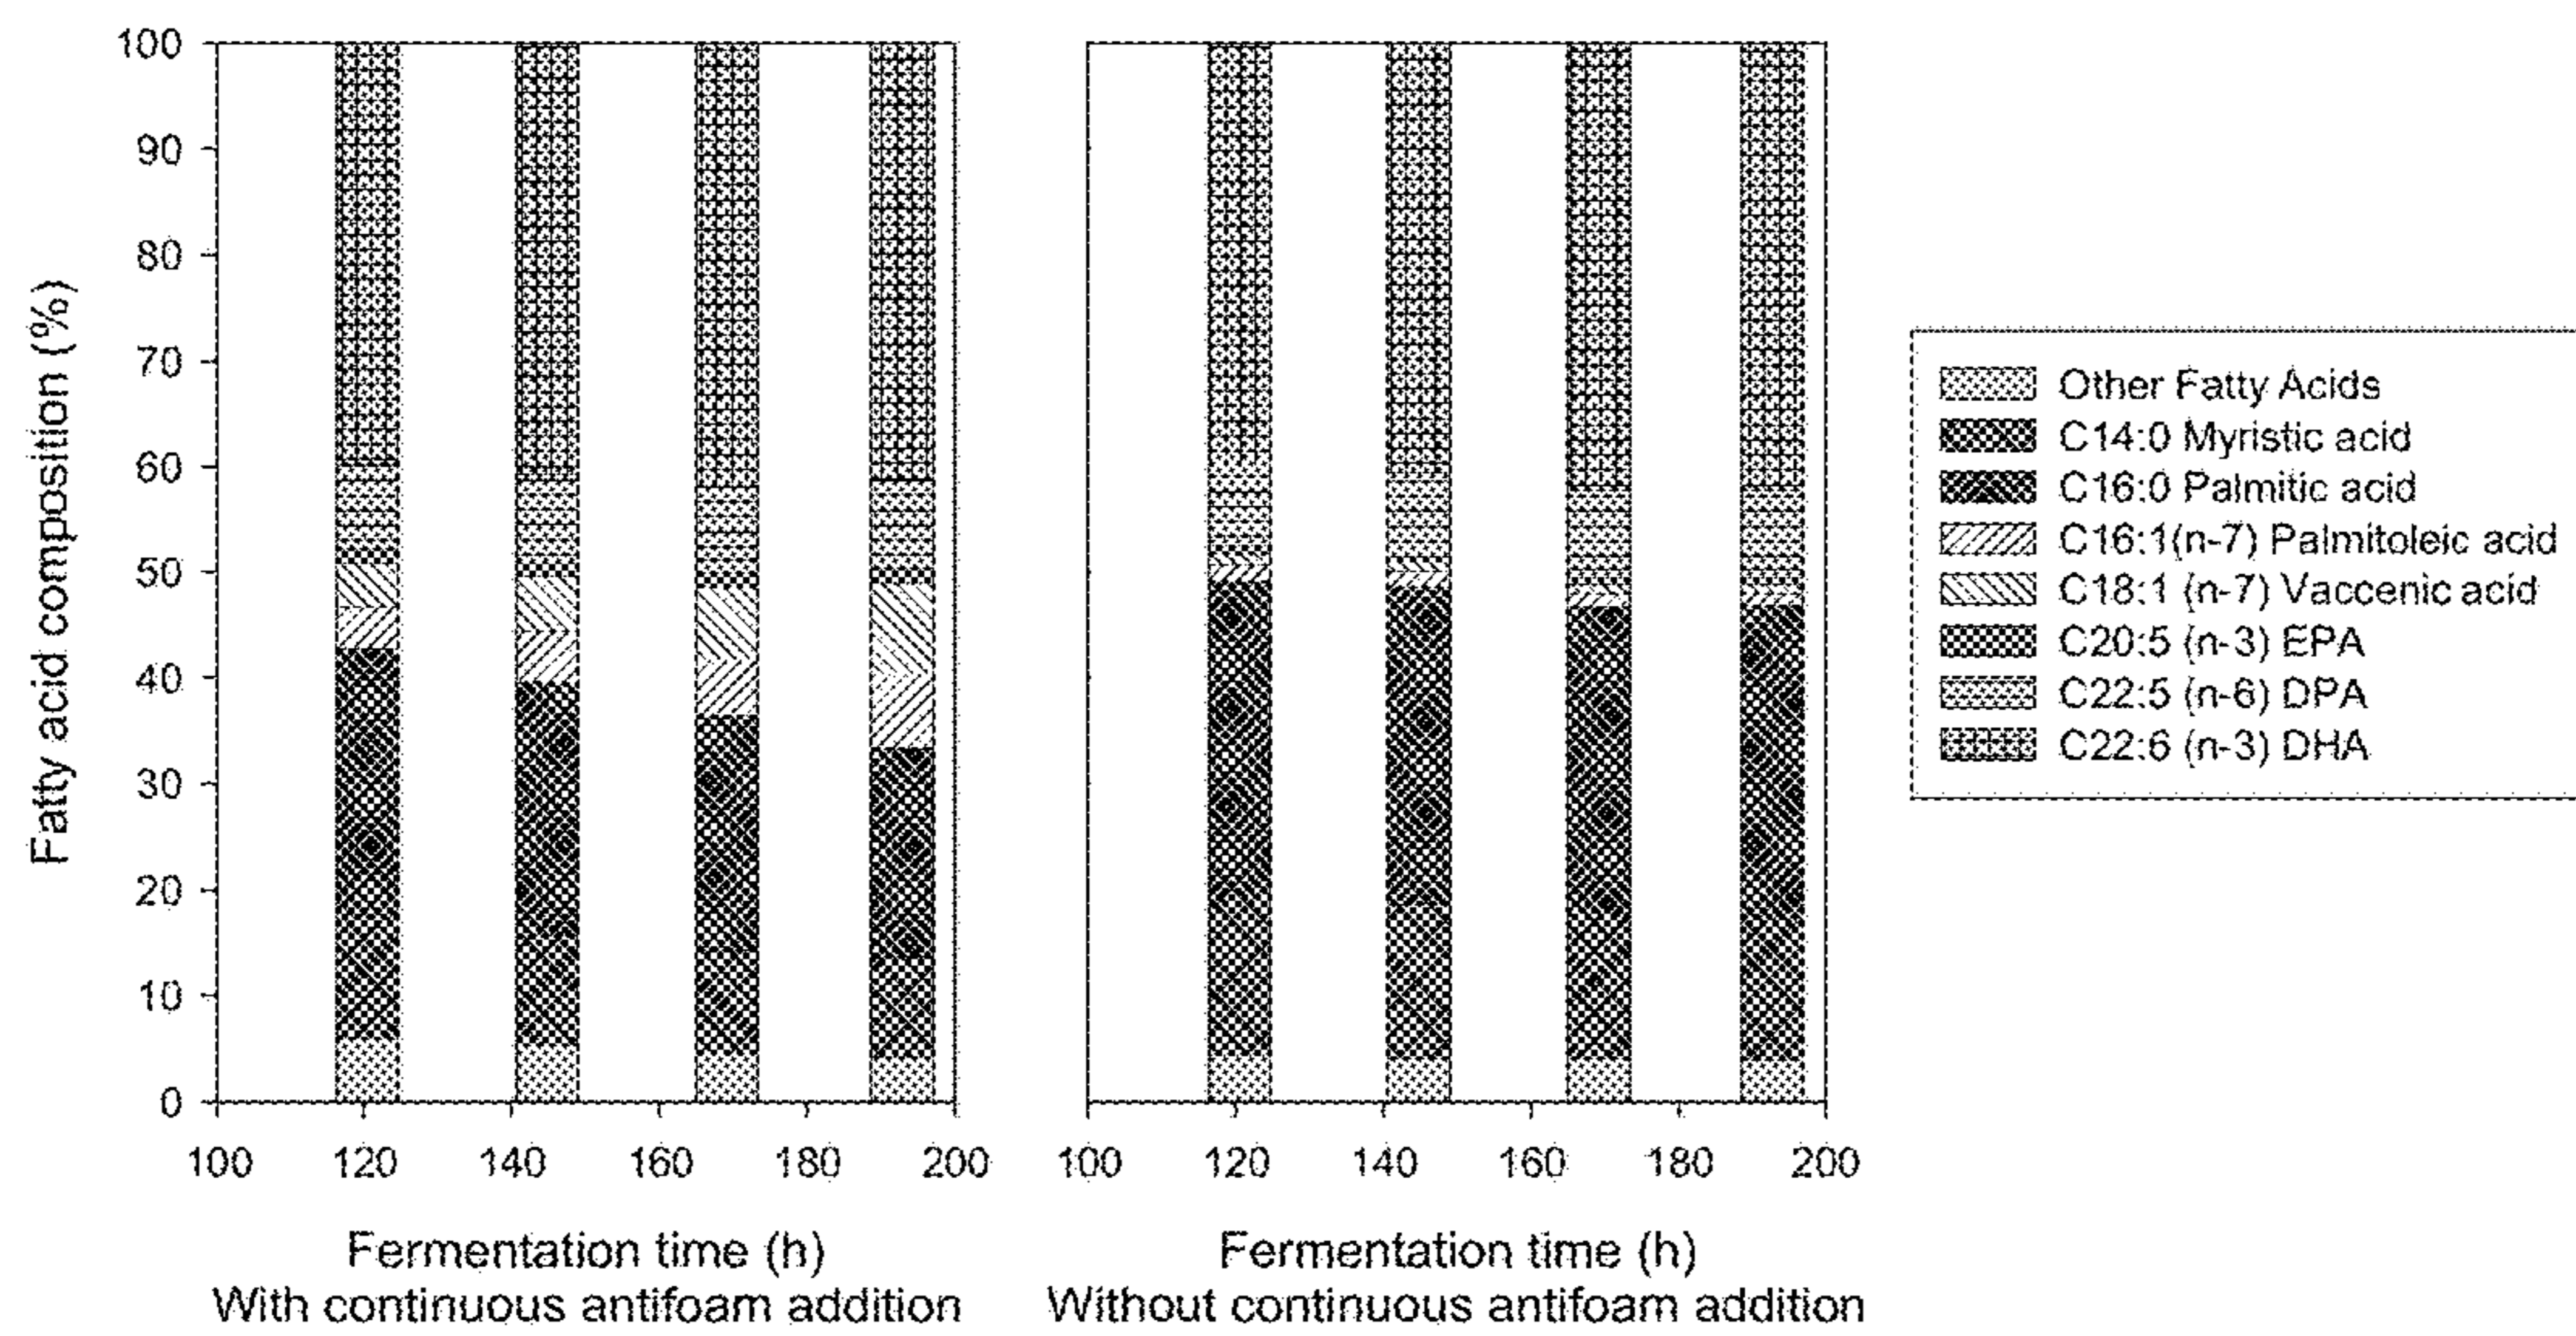 Fatty acid composition (%)
100
90
80
70
60
50
40
30
20
10
0
100 120 140 160 180 200
Fermentation time (h)
With continuous antifoam addition
100 120 140 160 180 200
Fermentation time (h)
Without continuous antifoam addition
Other Fatty Acids
C14:0 Myristic acid
C16:0 Palmitic acid
C16:1(n-7) Palmitoleic acid
C18:1 (n-7) Vaccenic acid
C20:5 (n-3) EPA
C22:5 (n-6) DPA
C22:6 (n-3) DHA